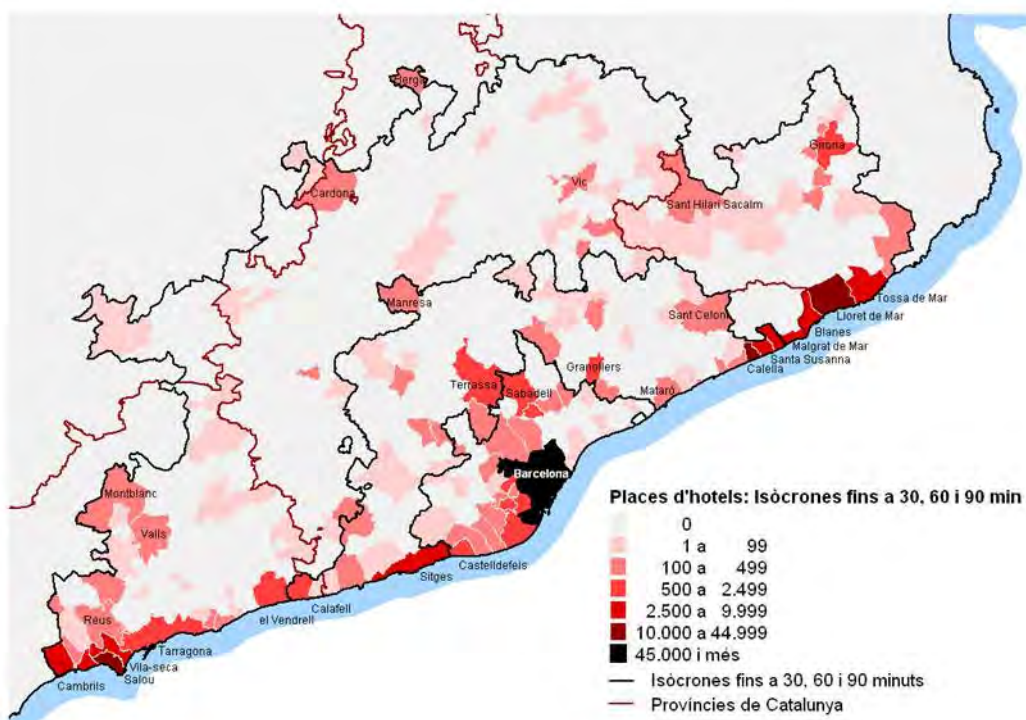 Berga
Girona
Cardona
Vic
Sant Hilari Sacalm
Manresa
Tossa de Mar
Sant Celoni
Lloret de Mar
Blanes
Malgrat de Mar
Santa Susanna
Calella
Granollers
Terrassa
Sabadell
Mataró
Barcelona
Montblanc
Valls
Castelldefels
Sitges
Calafell
el Vendrell
Reus
Tarragona
Vila-seca
Salou
Cambrils
Places d'hotels: Isòcrones fins a 30, 60 i 90 min
0
1 a 99
100 a 499
500 a 2.499
2.500 a 9.999
10.000 a 44.999
45.000 i més
Isòcrones fins a 30, 60 i 90 minuts
Províncies de Catalunya